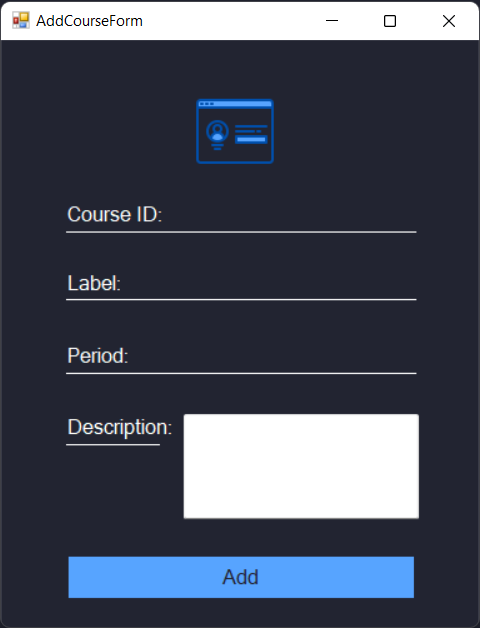 AddCourseForm
Course ID:
Label:
Period:
Description:
Add